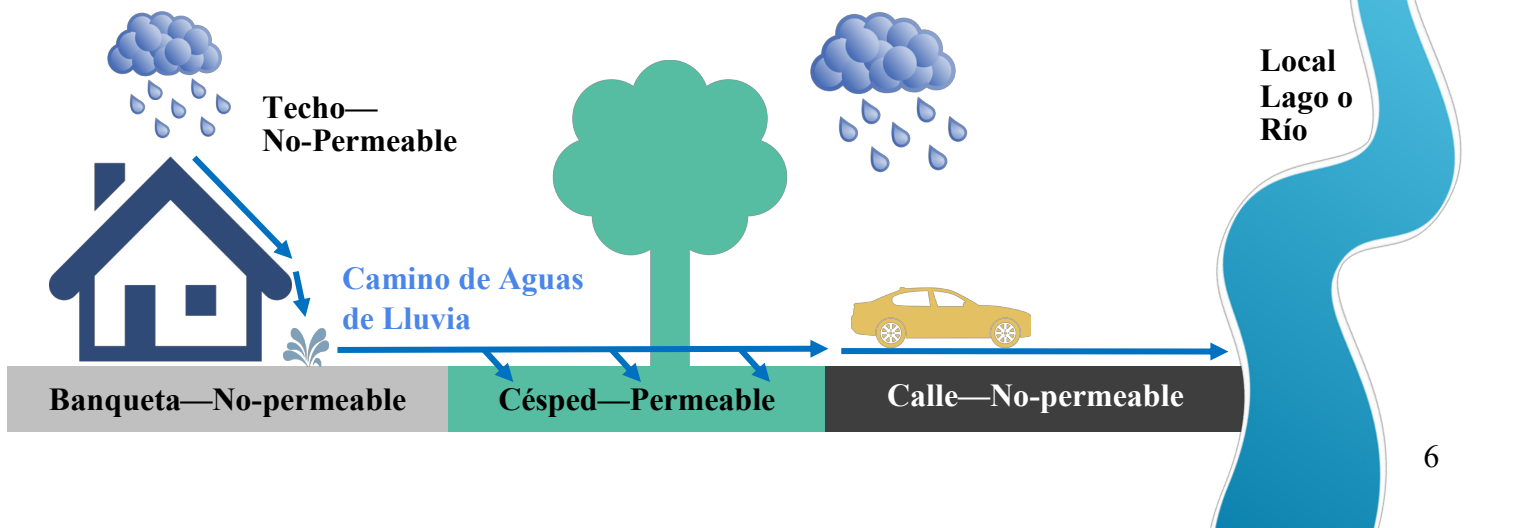 Techo—
No-Permeable
Local
Lago o
Río
Camino de Aguas
de Lluvia
Banqueta—No-permeable
Césped—Permeable
Calle—No-permeable
6